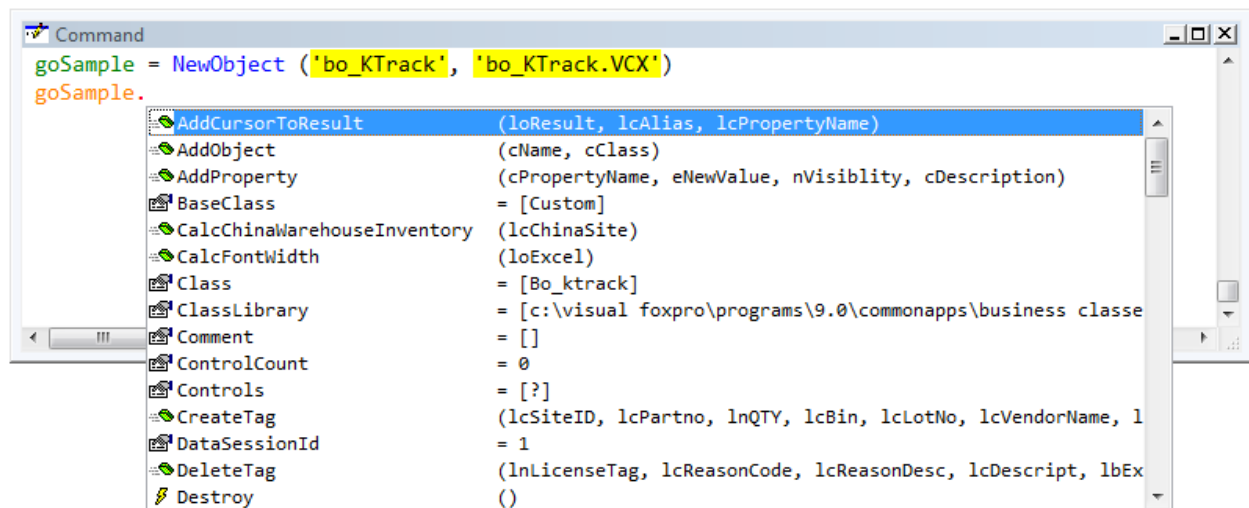 Command
goSample = NewObject ('bo_KTrack', 'bo_KTrack.VCX')
goSample.
AddCursorToResult (loResult, lcAlias, lcPropertyName)
AddObject (cName, cClass)
AddProperty (cPropertyName, eNewValue, nVisiblity, cDescription)
BaseClass = [Custom]
CalcChinaWarehouseInventory (lcChinaSite)
CalcFontWidth (loExcel)
Class = [Bo_ktrack]
ClassLibrary = [c:\visual foxpro\programs\9.0\commonapps\business classe
Comment = []
ControlCount = 0
Controls = [?]
CreateTag (lcSiteID, lcPartno, lnQTY, lcBin, lcLotNo, lcVendorName, l
DataSessionId = 1
DeleteTag (lnLicenseTag, lcReasonCode, lcReasonDesc, lcDescript, lbEx
Destroy ()